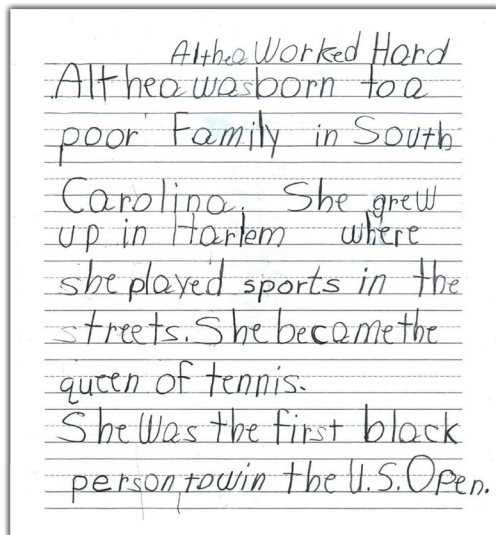 Althea Worked Hard
Althea was born to a
poor Family in South
Carolina. She grew
up in Harlem where
she played sports in the
streets. She became the
queen of tennis.
She Was the first black
person to win the U.S. Open.